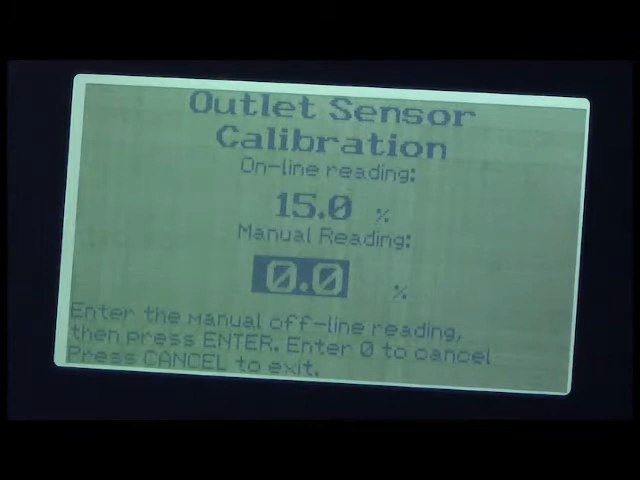 Outlet Sensor
Calibration
On-line reading:
15.0 %
Manual Reading:
0.0 %
Enter the manual off-line reading,
then press ENTER. Enter 0 to cancel
Press CANCEL to exit.